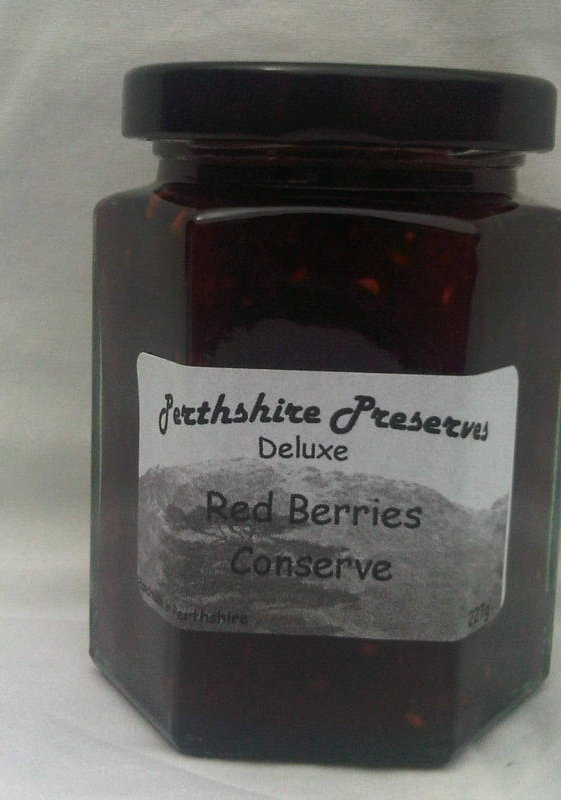 Perthshire Preserves
Deluxe
Red Berries
Conserve
Perthshire
227g